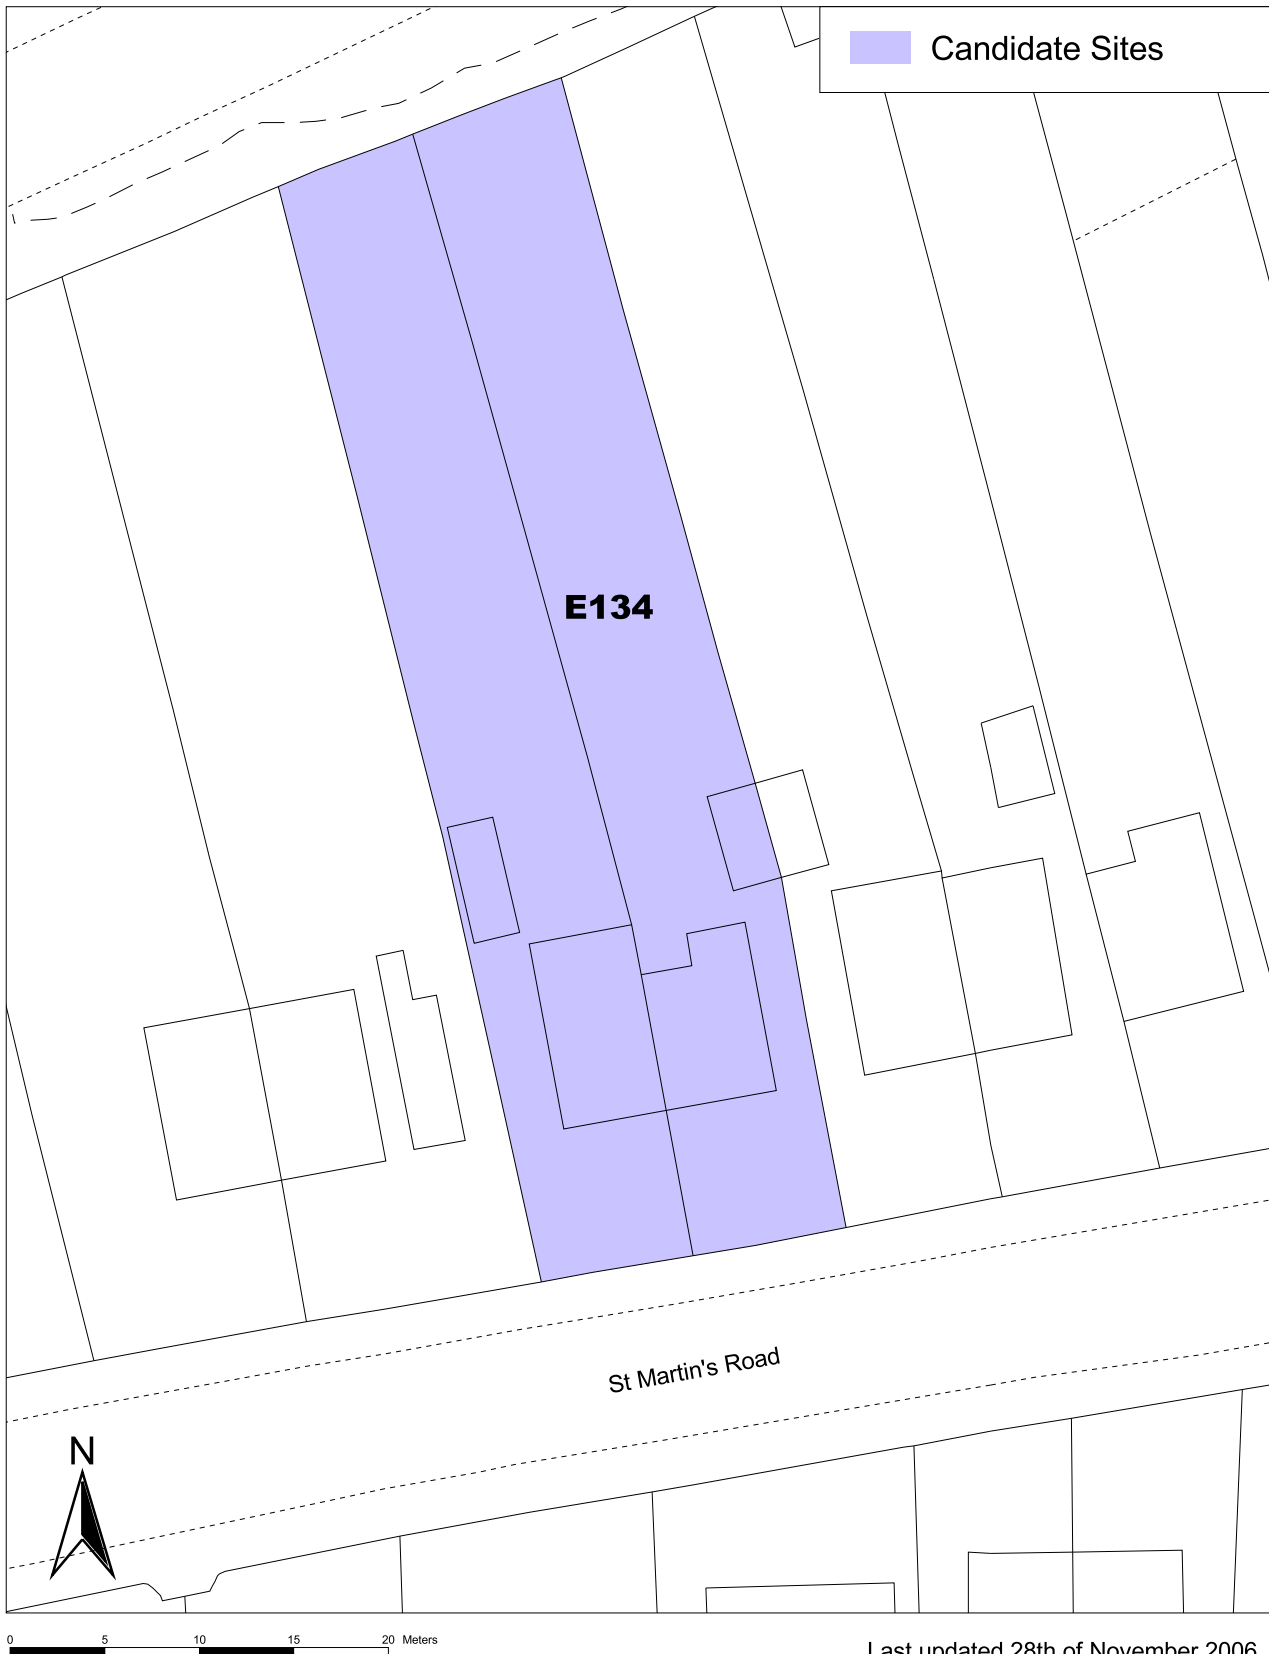 Candidate Sites
E134
St Martin's Road
N
0 5 10 15 20 Meters
Last updated 28th of November 2006